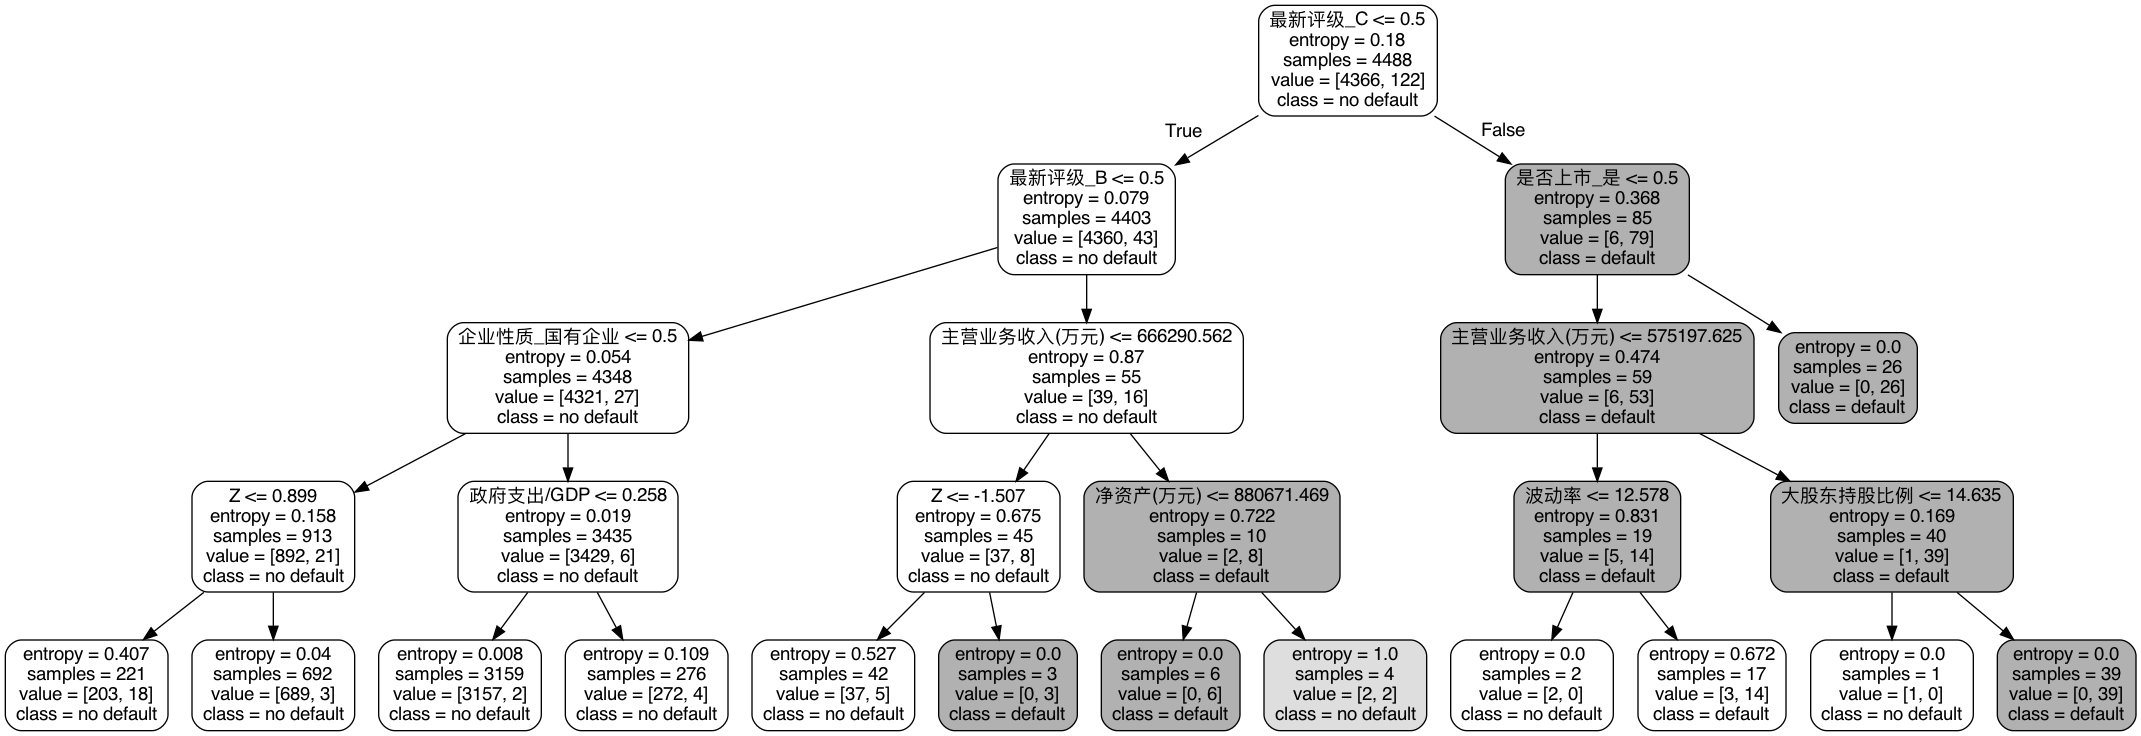 最新评级_C <= 0.5
entropy = 0.18
samples = 4488
value = [4366, 122]
class = no default
True
False
最新评级_B <= 0.5
entropy = 0.079
samples = 4403
value = [4360, 43]
class = no default
是否上市_是 <= 0.5
entropy = 0.368
samples = 85
value = [6, 79]
class = default
企业性质_国有企业 <= 0.5
entropy = 0.054
samples = 4348
value = [4321, 27]
class = no default
主营业务收入(万元) <= 666290.562
entropy = 0.87
samples = 55
value = [39, 16]
class = no default
主营业务收入(万元) <= 575197.625
entropy = 0.474
samples = 59
value = [6, 53]
class = default
entropy = 0.0
samples = 26
value = [0, 26]
class = default
Z <= 0.899
entropy = 0.158
samples = 913
value = [892, 21]
class = no default
政府支出/GDP <= 0.258
entropy = 0.019
samples = 3435
value = [3429, 6]
class = no default
Z <= -1.507
entropy = 0.675
samples = 45
value = [37, 8]
class = no default
净资产(万元) <= 880671.469
entropy = 0.722
samples = 10
value = [2, 8]
class = default
波动率 <= 12.578
entropy = 0.831
samples = 19
value = [5, 14]
class = default
大股东持股比例 <= 14.635
entropy = 0.169
samples = 40
value = [1, 39]
class = default
entropy = 0.407
samples = 221
value = [203, 18]
class = no default
entropy = 0.04
samples = 692
value = [689, 3]
class = no default
entropy = 0.008
samples = 3159
value = [3157, 2]
class = no default
entropy = 0.109
samples = 276
value = [272, 4]
class = no default
entropy = 0.527
samples = 42
value = [37, 5]
class = no default
entropy = 0.0
samples = 3
value = [0, 3]
class = default
entropy = 0.0
samples = 6
value = [0, 6]
class = default
entropy = 1.0
samples = 4
value = [2, 2]
class = no default
entropy = 0.0
samples = 2
value = [2, 0]
class = no default
entropy = 0.672
samples = 17
value = [3, 14]
class = default
entropy = 0.0
samples = 1
value = [1, 0]
class = no default
entropy = 0.0
samples = 39
value = [0, 39]
class = default